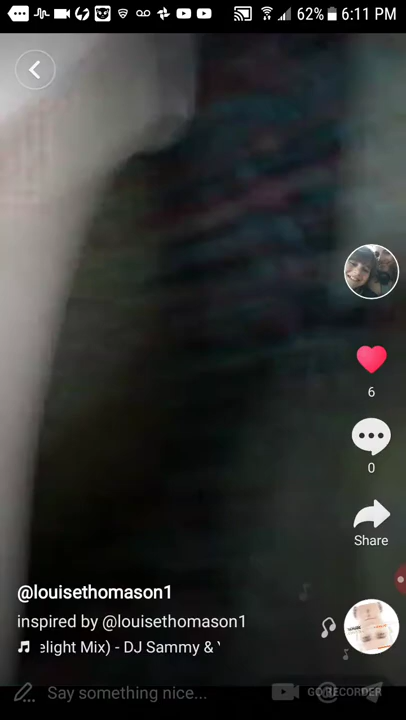 62% 6:11 PM
6
0
Share
@louisethomason1
inspired by @louisethomason1
elight Mix) - DJ Sammy & Y
Say something nice...
GO RECORDER